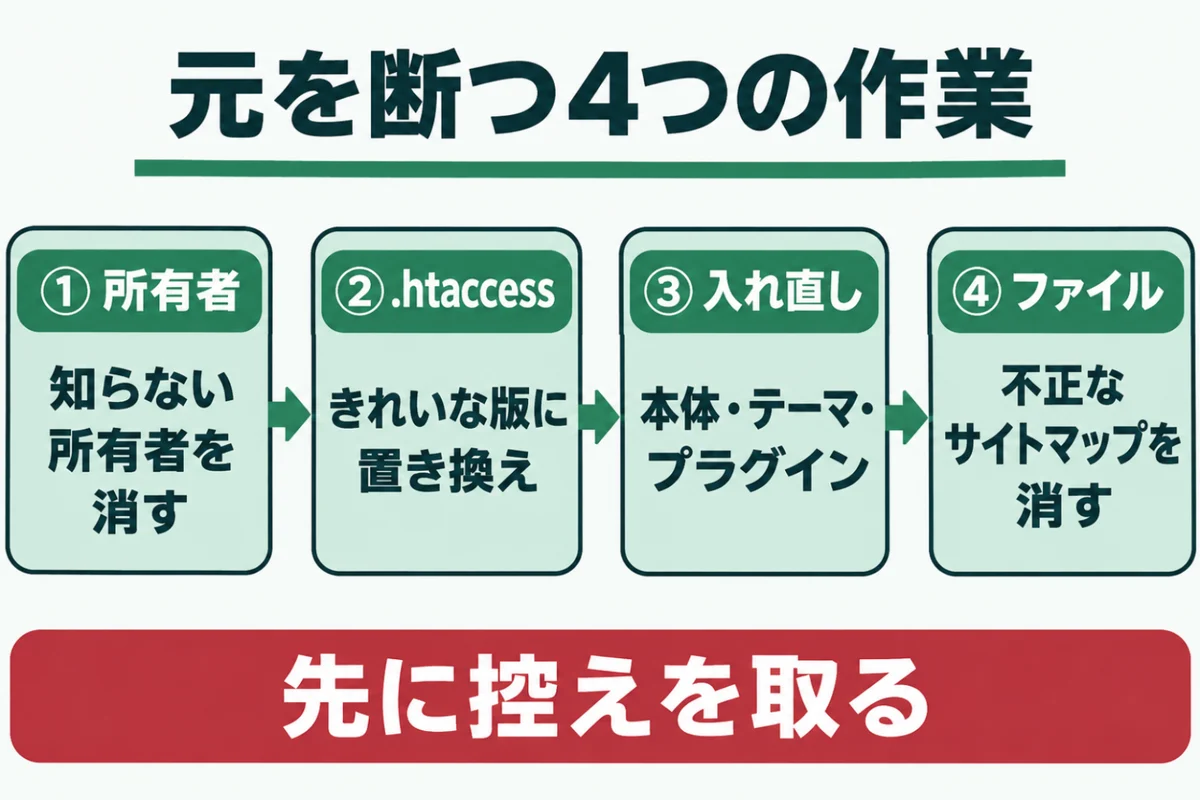 元を断つ4つの作業
① 所有者
知らない
所有者を
消す
② .htaccess
きれいな版に
置き換え
③ 入れ直し
本体・テーマ・
プラグイン
④ ファイル
不正な
サイトマップを
消す
先に控えを取る